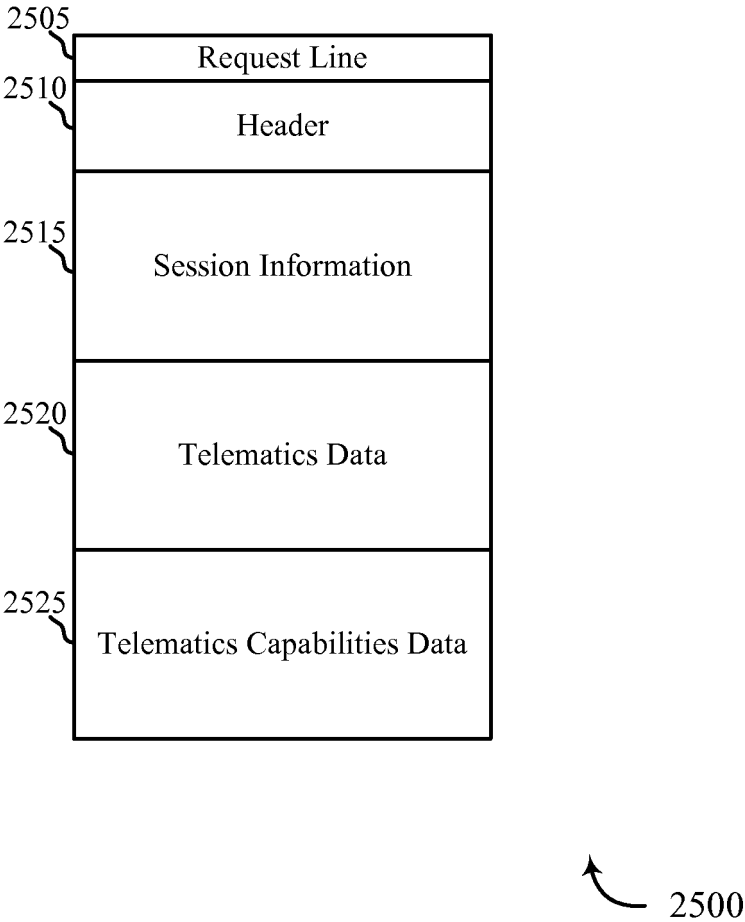 2505
Request Line
2510
Header
2515
Session Information
2520
Telematics Data
2525
Telematics Capabilities Data
2500